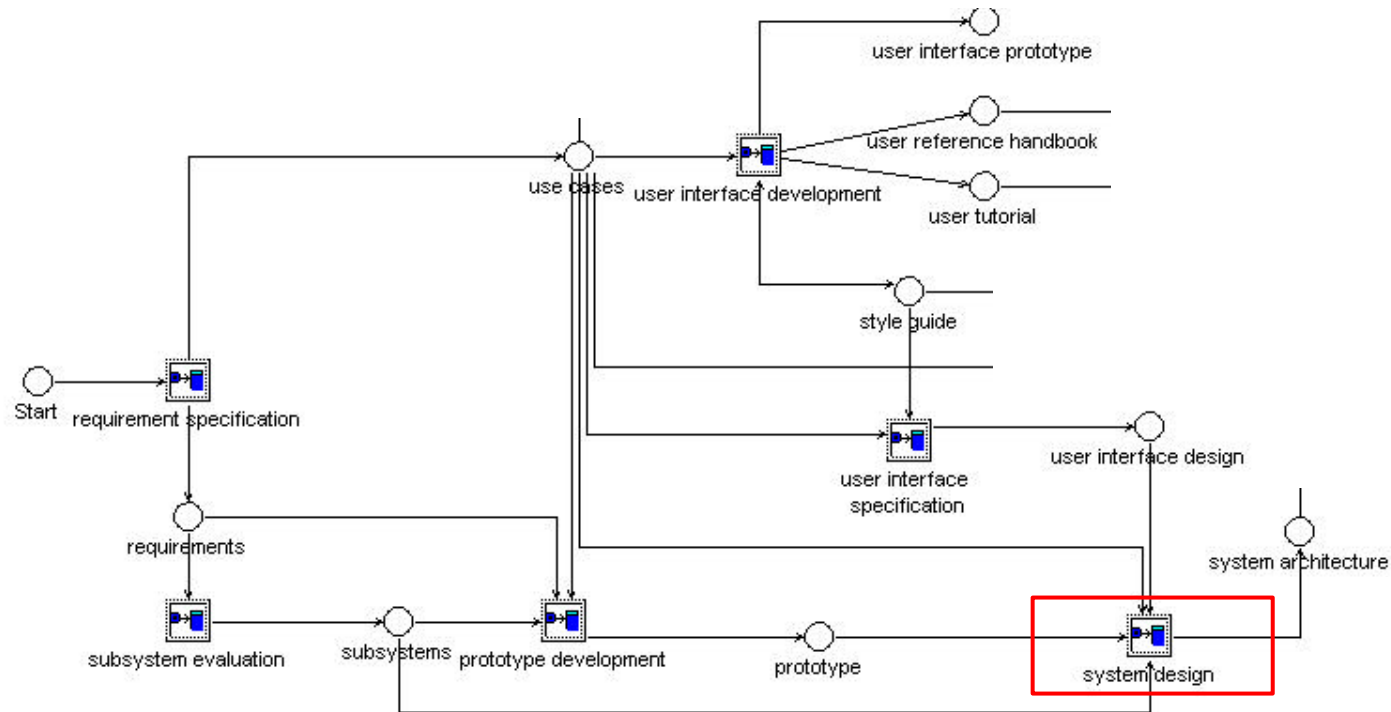 user interface prototype
user reference handbook
use cases
user interface development
user tutorial
style guide
Start
requirement specification
user interface design
user interface
specification
requirements
system architecture
subsystem evaluation
subsystems
prototype development
prototype
system design